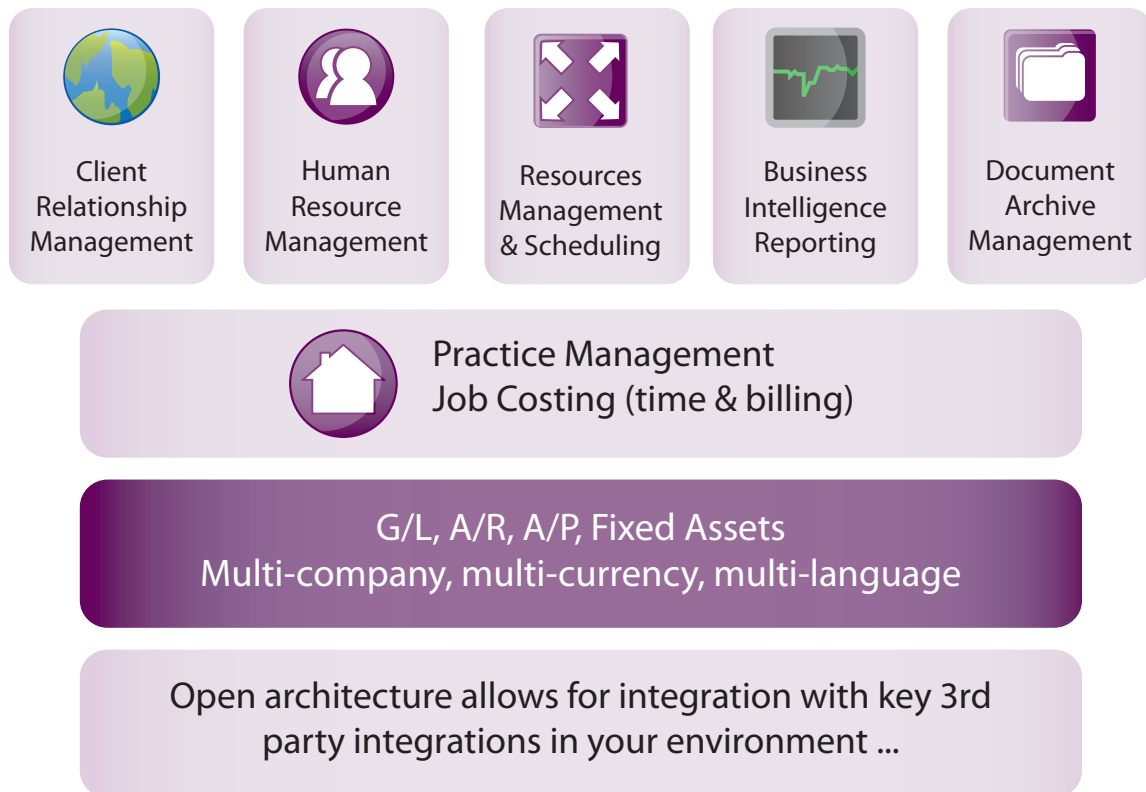 Client
Relationship
Management
Human
Resource
Management
Resources
Management
& Scheduling
Business
Intelligence
Reporting
Document
Archive
Management
Practice Management
Job Costing (time & billing)
G/L, A/R, A/P, Fixed Assets
Multi-company, multi-currency, multi-language
Open architecture allows for integration with key 3rd
party integrations in your environment ...